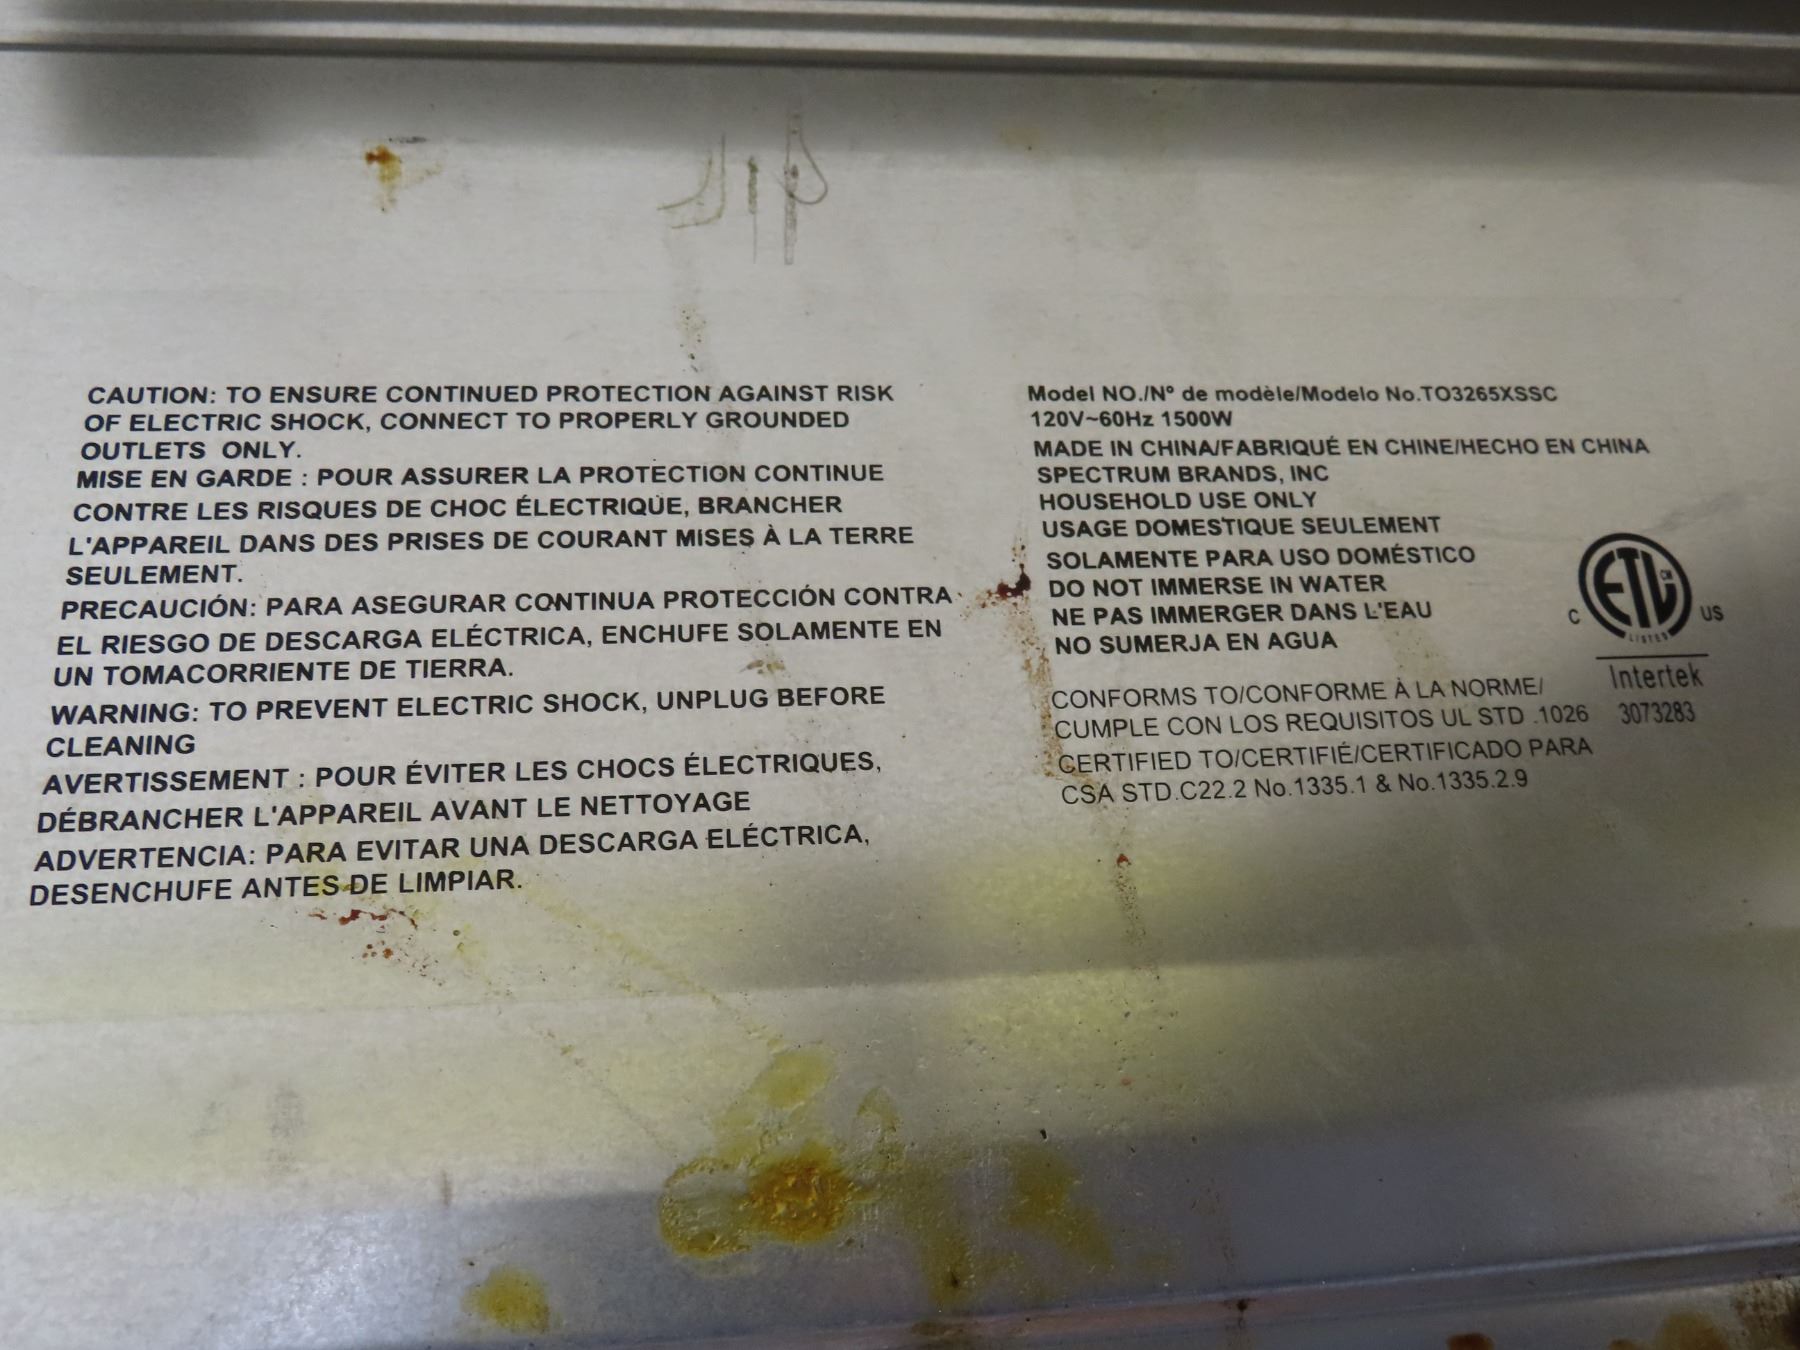 CAUTION: TO ENSURE CONTINUED PROTECTION AGAINST RISK
OF ELECTRIC SHOCK, CONNECT TO PROPERLY GROUNDED
OUTLETS ONLY.
MISE EN GARDE : POUR ASSURER LA PROTECTION CONTINUE
CONTRE LES RISQUES DE CHOC ÉLECTRIQUE, BRANCHER
L'APPAREIL DANS DES PRISES DE COURANT MISES À LA TERRE
SEULEMENT.
PRECAUCIÓN: PARA ASEGURAR CONTINUA PROTECCIÓN CONTRA
EL RIESGO DE DESCARGA ELÉCTRICA, ENCHUFE SOLAMENTE EN
UN TOMACORRIENTE DE TIERRA.
WARNING: TO PREVENT ELECTRIC SHOCK, UNPLUG BEFORE
CLEANING
AVERTISSEMENT : POUR ÉVITER LES CHOCS ÉLECTRIQUES,
DÉBRANCHER L'APPAREIL AVANT LE NETTOYAGE
ADVERTENCIA: PARA EVITAR UNA DESCARGA ELÉCTRICA,
DESENCHUFE ANTES DE LIMPIAR.
Model NO./Nº de modèle/Modelo No.TO3265XSSC
120V~60Hz 1500W
MADE IN CHINA/FABRIQUÉ EN CHINE/HECHO EN CHINA
SPECTRUM BRANDS, INC
HOUSEHOLD USE ONLY
USAGE DOMESTIQUE SEULEMENT
SOLAMENTE PARA USO DOMÉSTICO
DO NOT IMMERSE IN WATER
NE PAS IMMERGER DANS L'EAU
NO SUMERJA EN AGUA
CONFORMS TO/CONFORME À LA NORME/
CUMPLE CON LOS REQUISITOS UL STD .1026
CERTIFIED TO/CERTIFIÉ/CERTIFICADO PARA
CSA STD.C22.2 No.1335.1 & No.1335.2.9
C ETL CM US
LISTED
Intertek
3073283